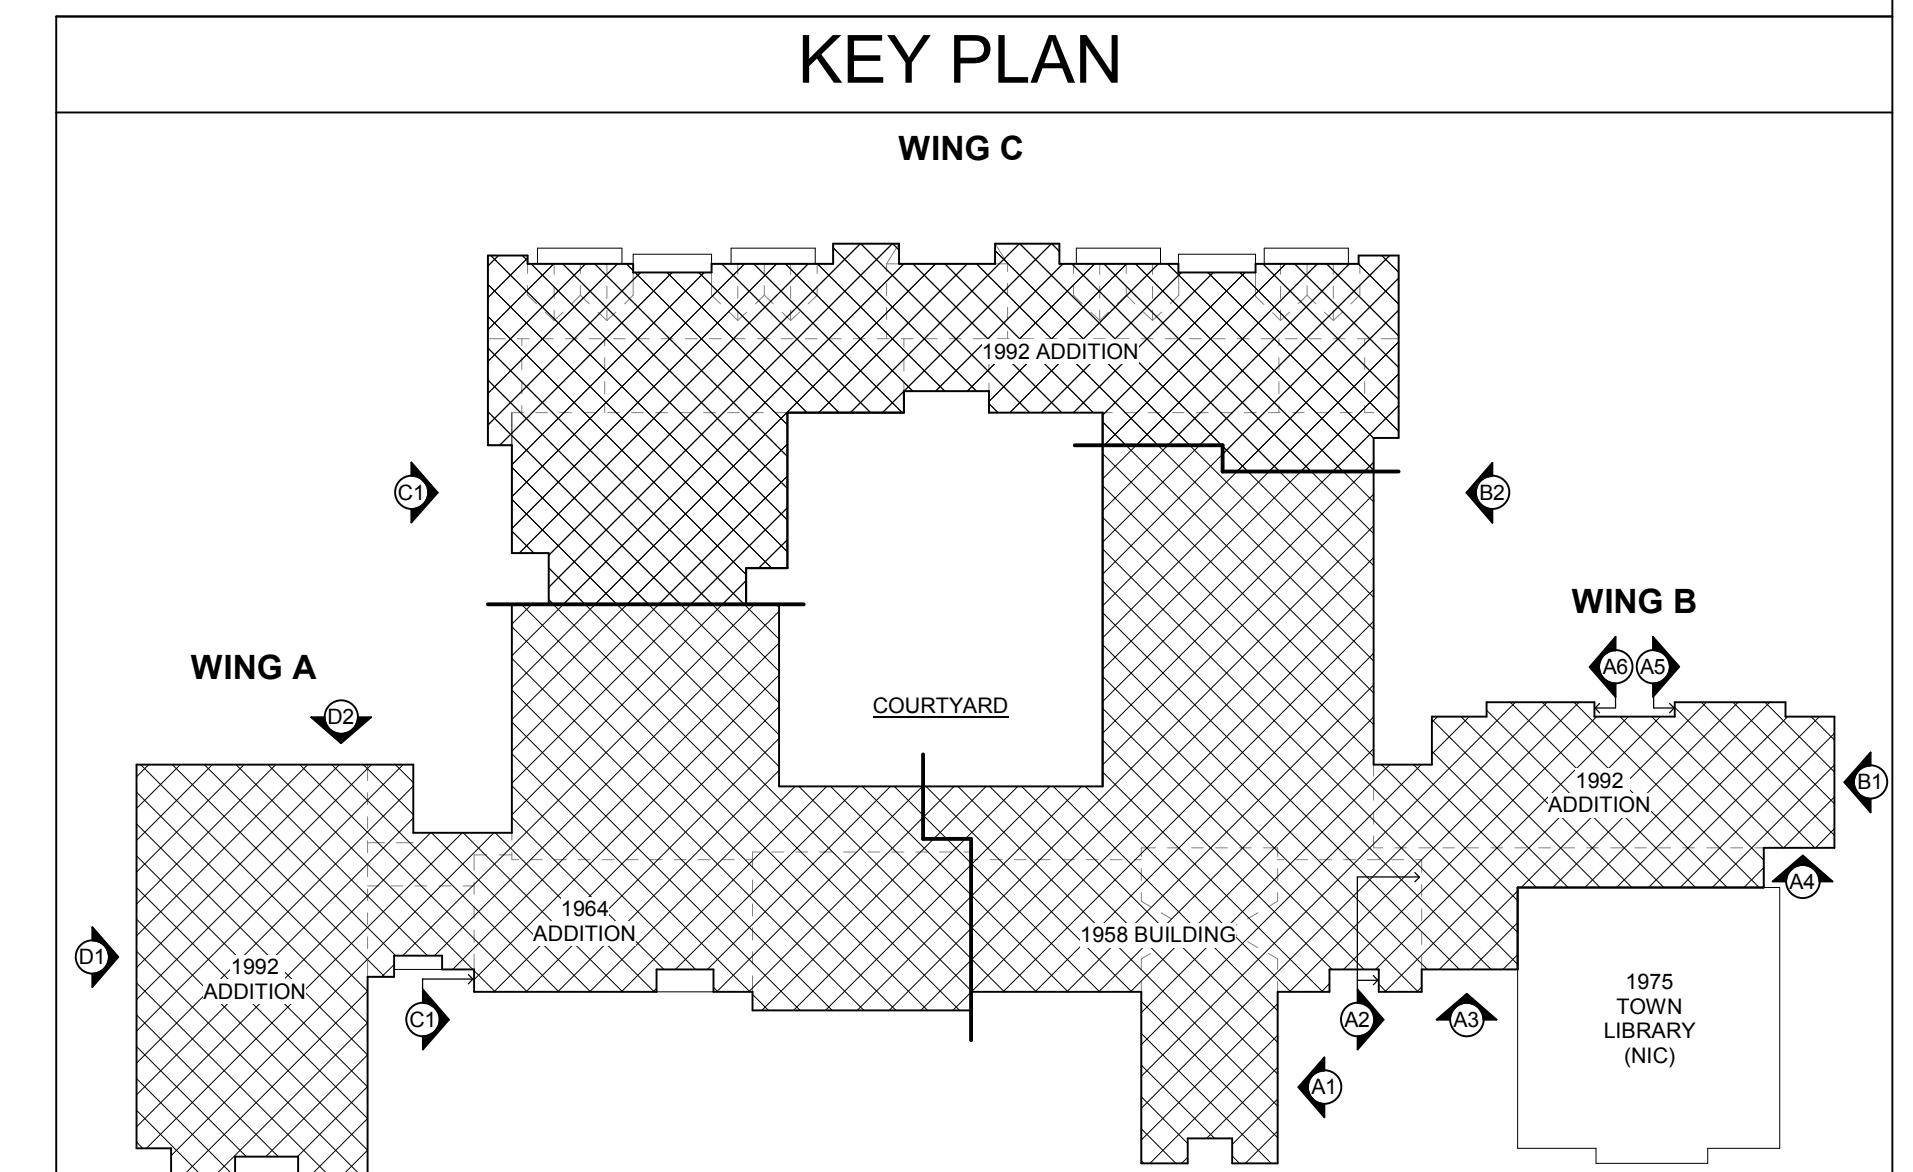 KEY PLAN
WING C
1992 ADDITION
C1
B2
WING B
WING A
A6
A5
D2
COURTYARD
1992
ADDITION
B1
A4
1964
ADDITION
1958 BUILDING
D1
1992
ADDITION
1975
TOWN
LIBRARY
(NIC)
C1
A2
A3
A1